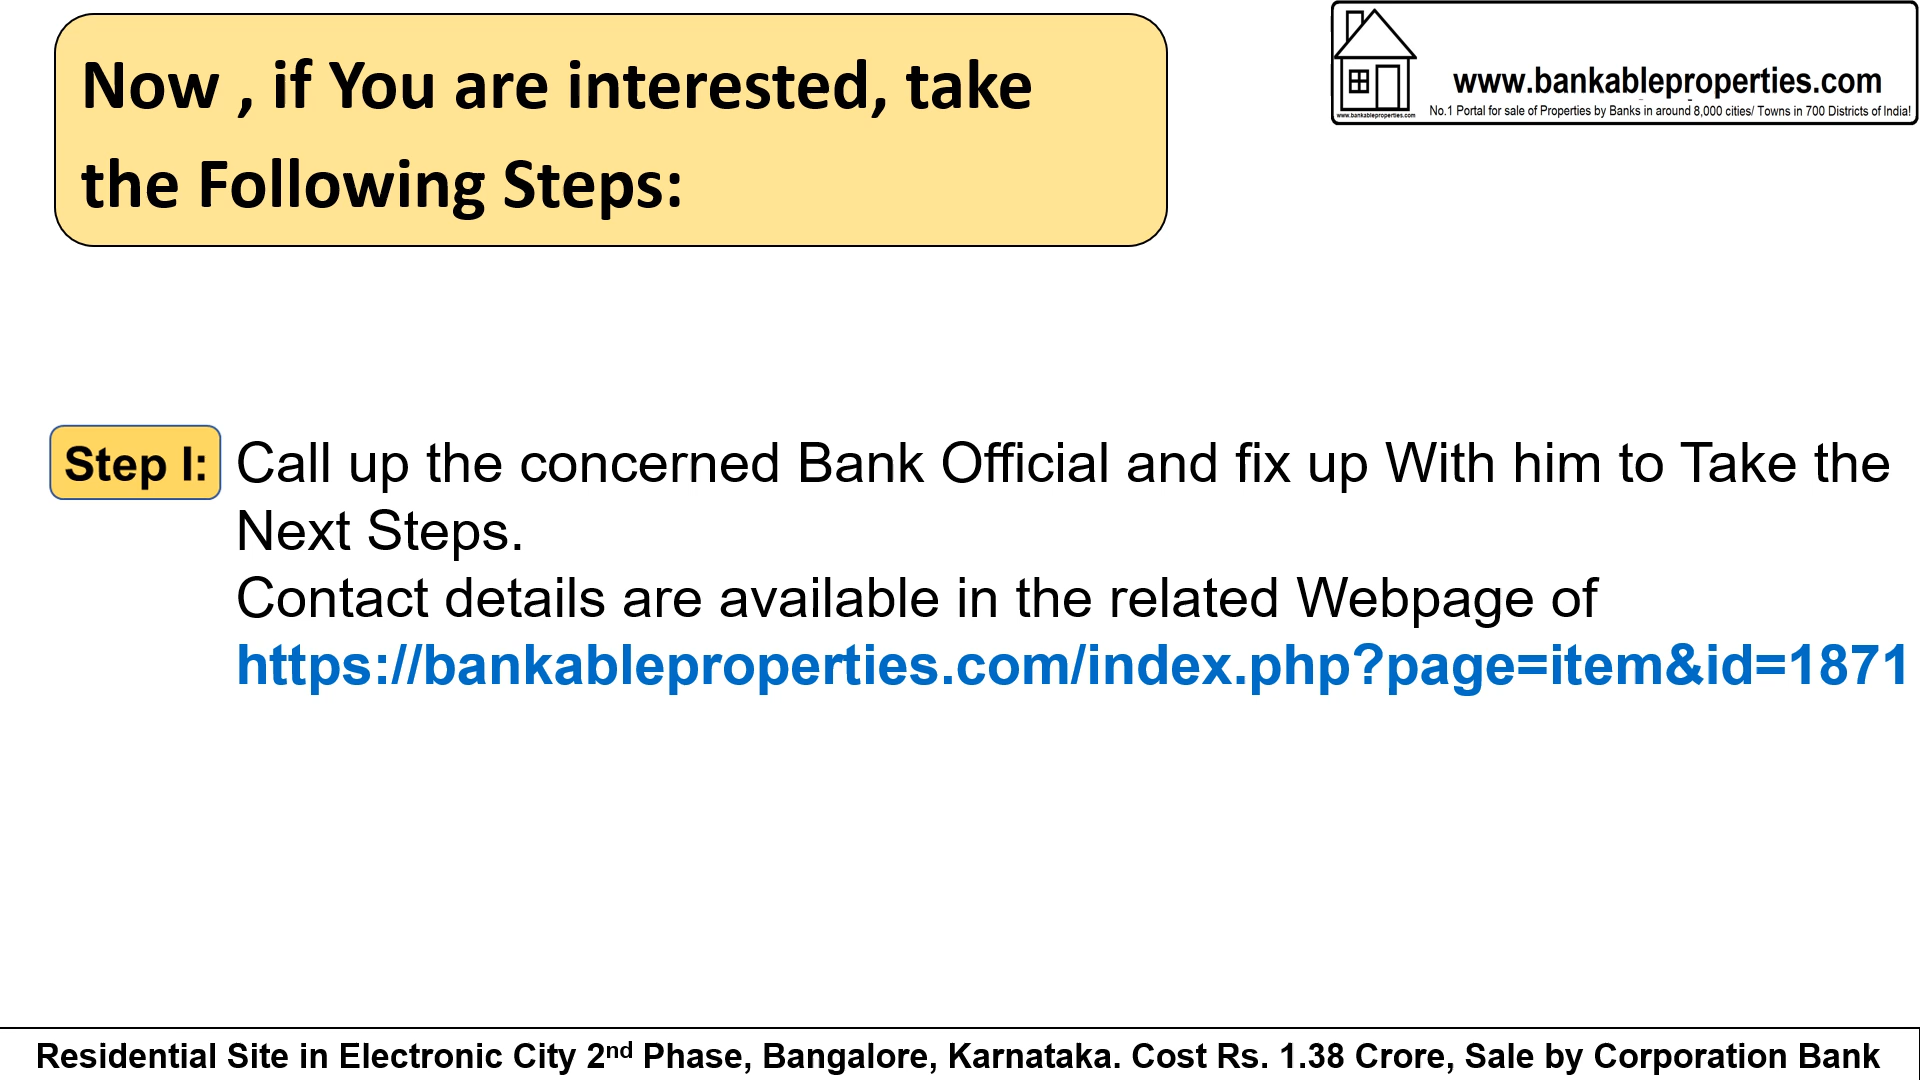 Now , if You are interested, take
the Following Steps:
www.bankableproperties.com
No.1 Portal for sale of Properties by Banks in around 8,000 cities/ Towns in 700 Districts of India!
www.bankableproperties.com
Step I: Call up the concerned Bank Official and fix up With him to Take the
Next Steps.
Contact details are available in the related Webpage of
https://bankableproperties.com/index.php?page=item&id=1871
Residential Site in Electronic City 2nd Phase, Bangalore, Karnataka. Cost Rs. 1.38 Crore, Sale by Corporation Bank